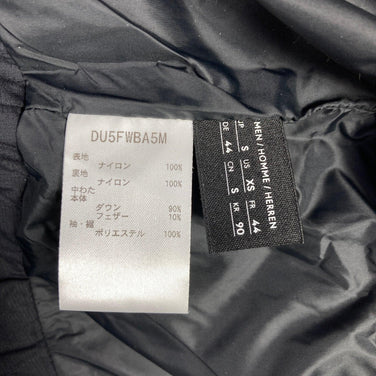 DU5FWBA5M
表地
ナイロン 100%
裏地
ナイロン 100%
中わた
本体
ダウン 90%
フェザー 10%
袖・裾
ポリエステル 100%
MEN / HOMME / HERREN
JP S US XS FR 44
DE 44 CN S KR 90